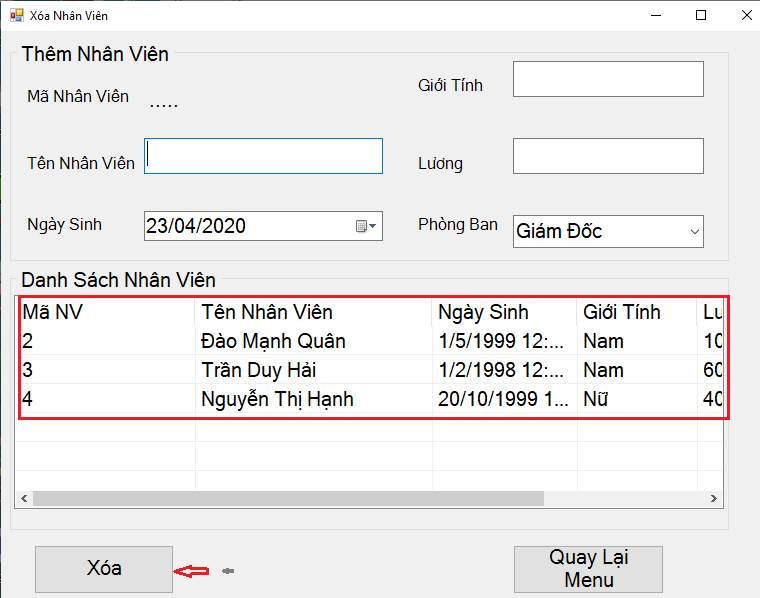 Xóa Nhân Viên
Thêm Nhân Viên
Mã Nhân Viên .....
Giới Tính
Tên Nhân Viên
Lương
Ngày Sinh 23/04/2020
Phòng Ban Giám Đốc
Danh Sách Nhân Viên
Mã NV Tên Nhân Viên Ngày Sinh Giới Tính Lu
2 Đào Mạnh Quân 1/5/1999 12:... Nam 10
3 Trần Duy Hải 1/2/1998 12:... Nam 60
4 Nguyễn Thị Hạnh 20/10/1999 1... Nữ 40
Xóa
Quay Lại
Menu